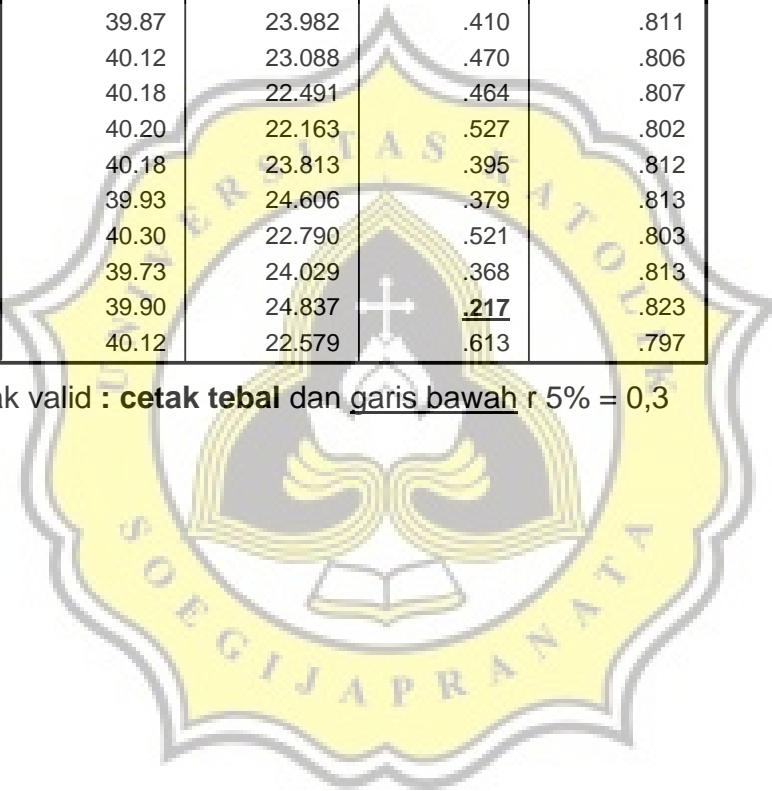 39.87 23.982 .410 .811
40.12 23.088 .470 .806
40.18 22.491 .464 .807
40.20 22.163 .527 .802
40.18 23.813 .395 .812
39.93 24.606 .379 .813
40.30 22.790 .521 .803
39.73 24.029 .368 .813
39.90 24.837 .217 .823
40.12 22.579 .613 .797
ak valid : cetak tebal dan garis bawah r 5% = 0,3
UNIVERSITAS KATOLIK
SOEGIJAPRANATA